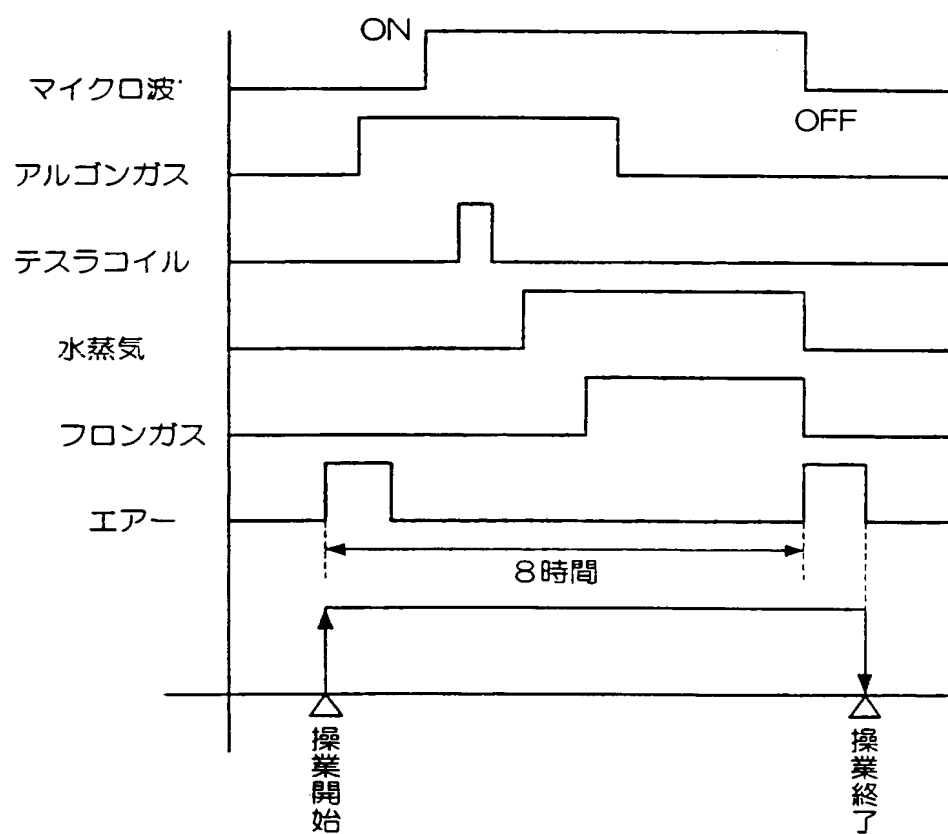 ON
マイクロ波
OFF
アルゴンガス
テスラコイル
水蒸気
フロンガス
エアー
8時間
操業開始
操業終了